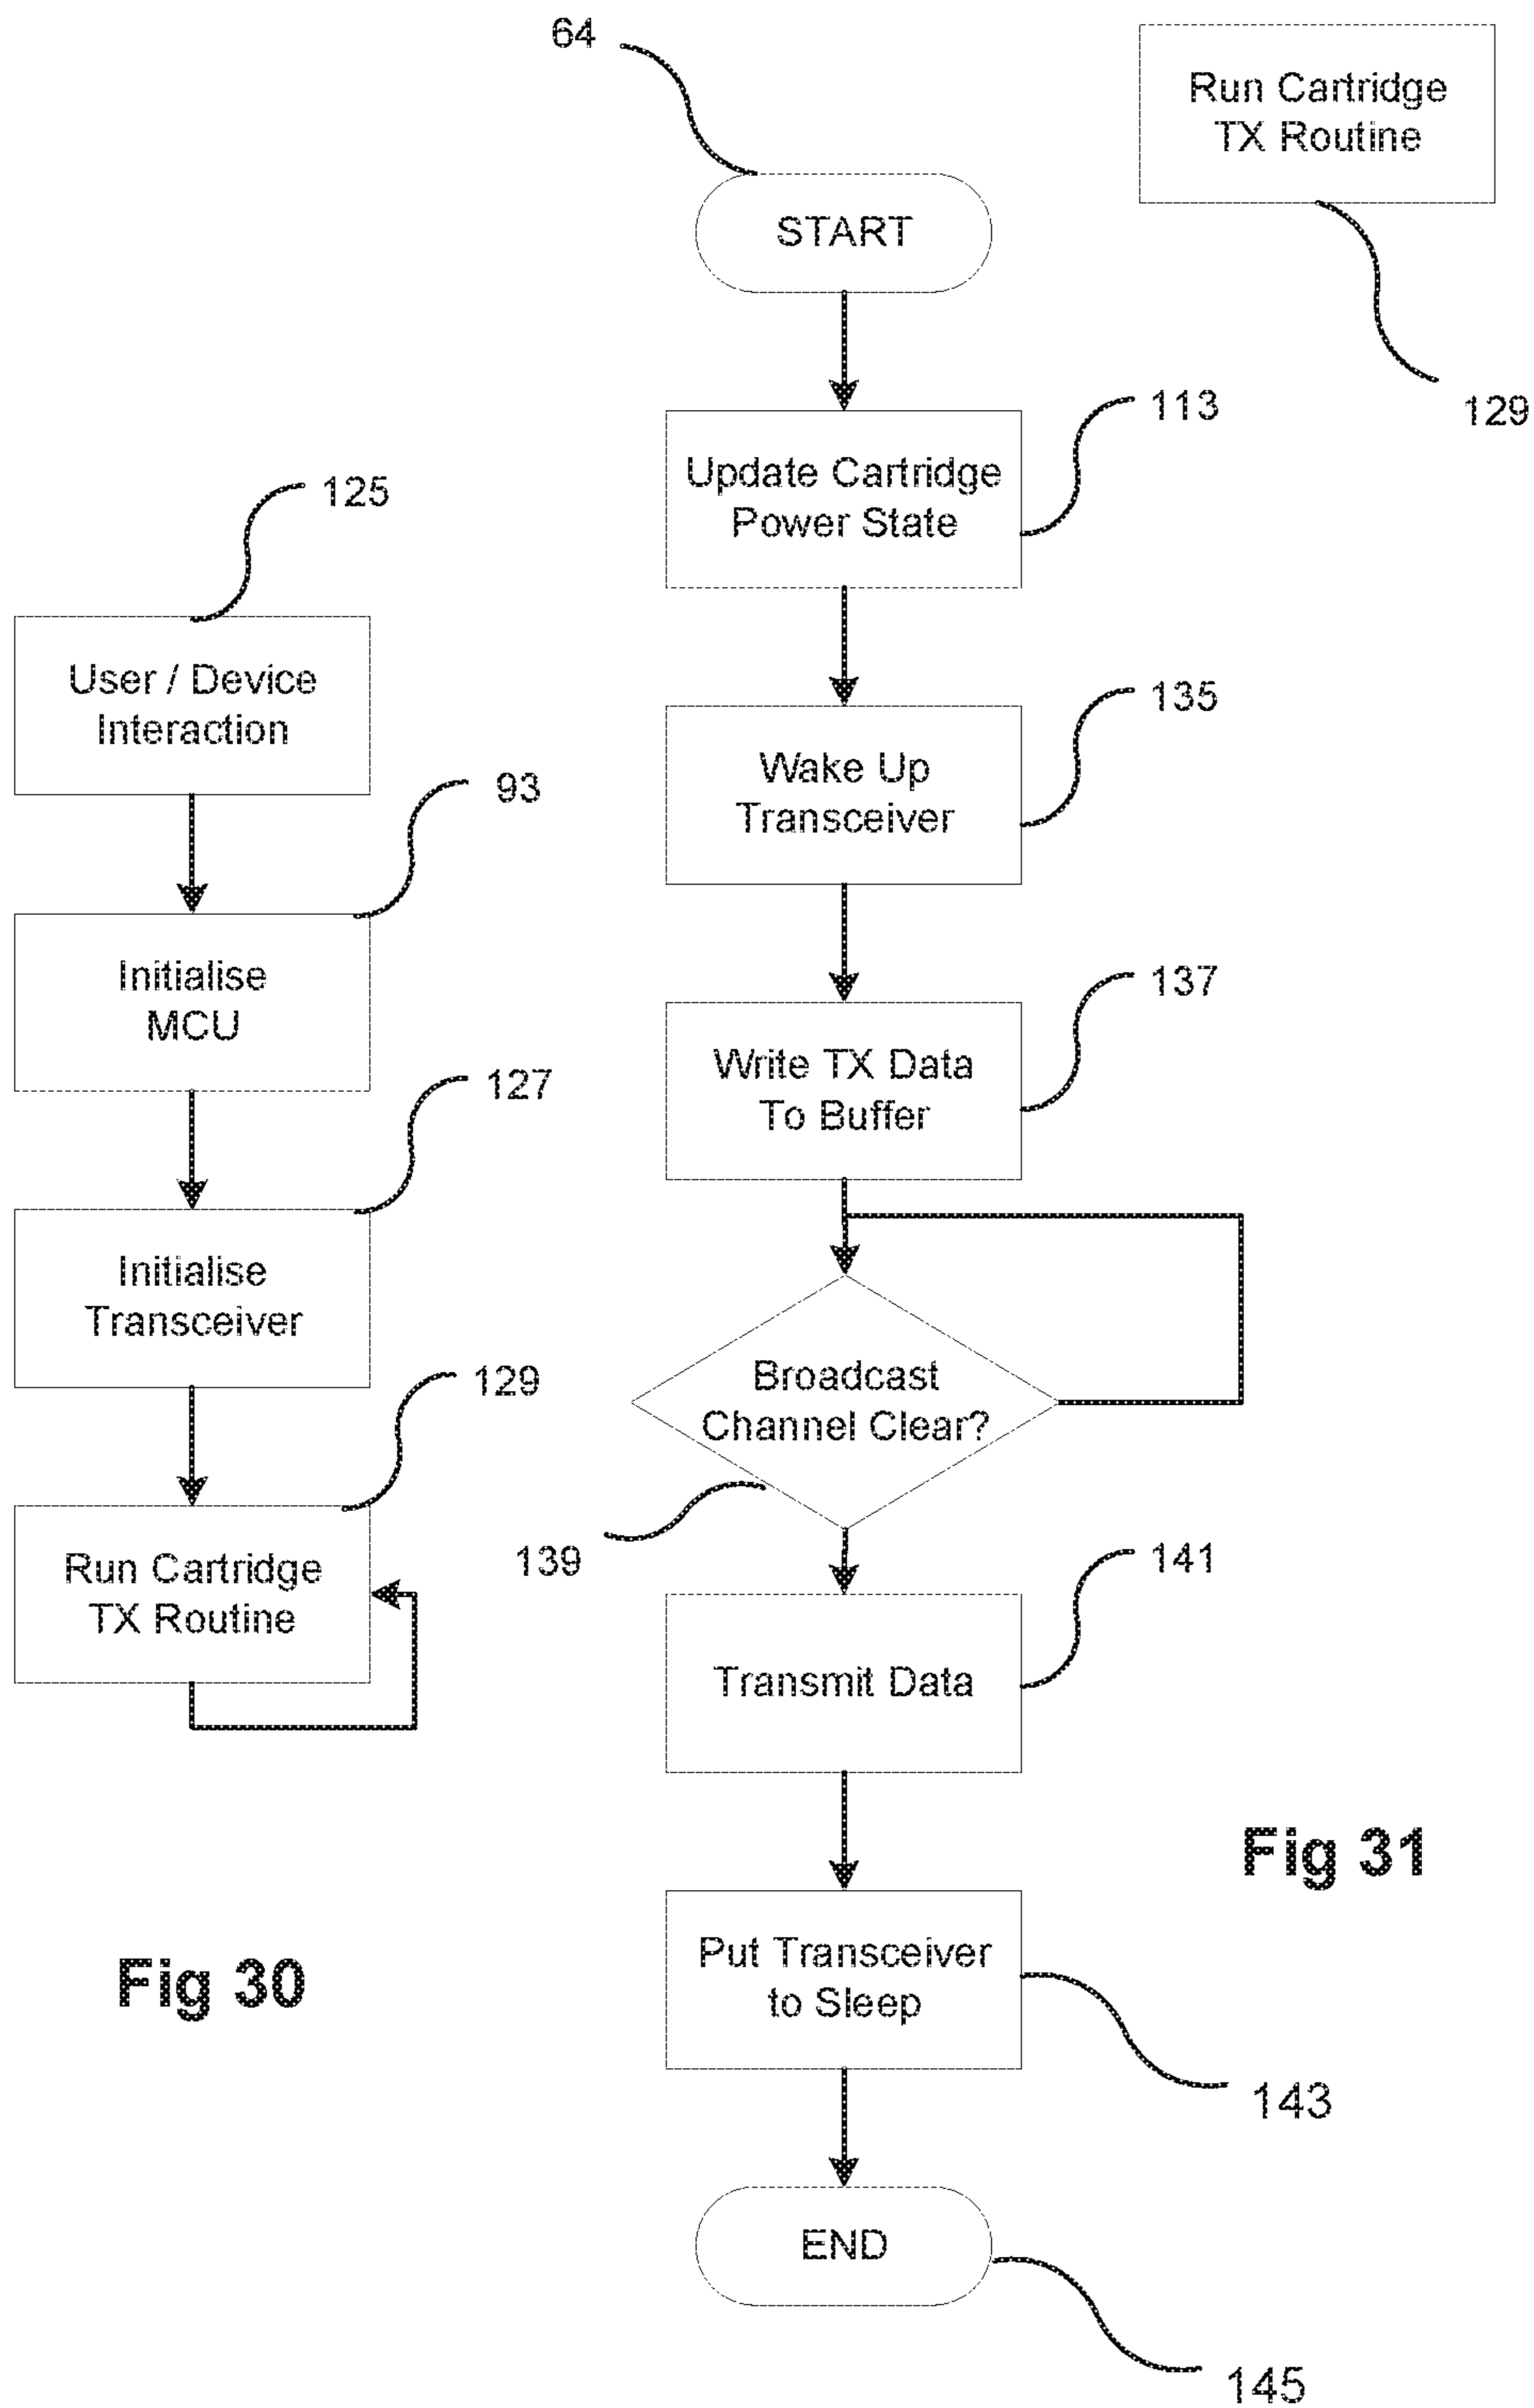 64
Run Cartridge
TX Routine
129
START
113
Update Cartridge
Power State
135
Wake Up
Transceiver
137
Write TX Data
To Buffer
Broadcast
Channel Clear?
139
141
Transmit Data
Put Transceiver
to Sleep
143
END
145
Fig 31
125
User / Device
Interaction
93
Initialise
MCU
127
Initialise
Transceiver
129
Run Cartridge
TX Routine
Fig 30